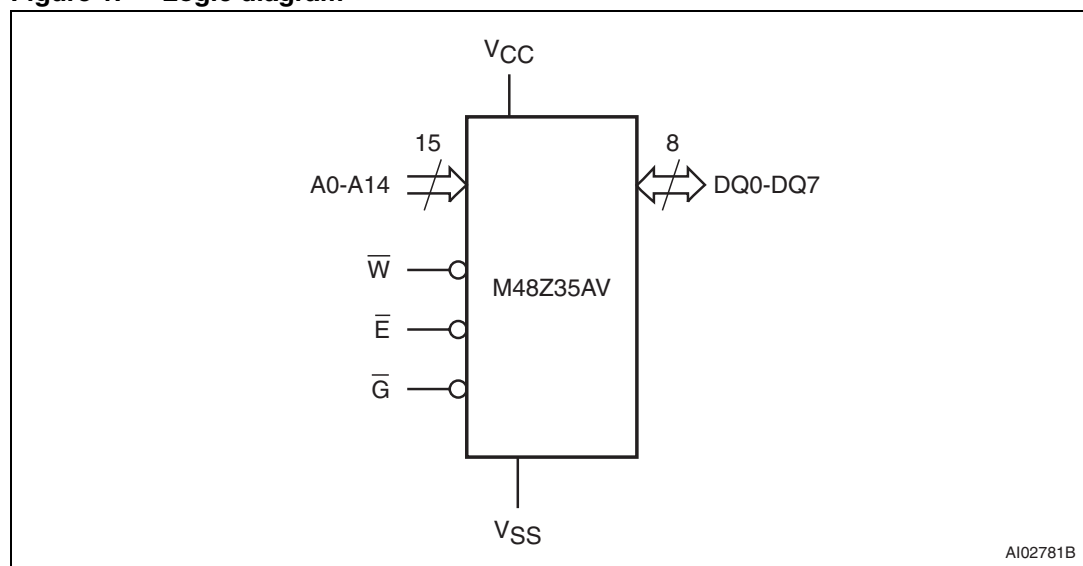 Figure 1. Logic diagram
VCC
15
8
A0-A14
DQ0-DQ7
W̅
M48Z35AV
E̅
G̅
VSS
AI02781B